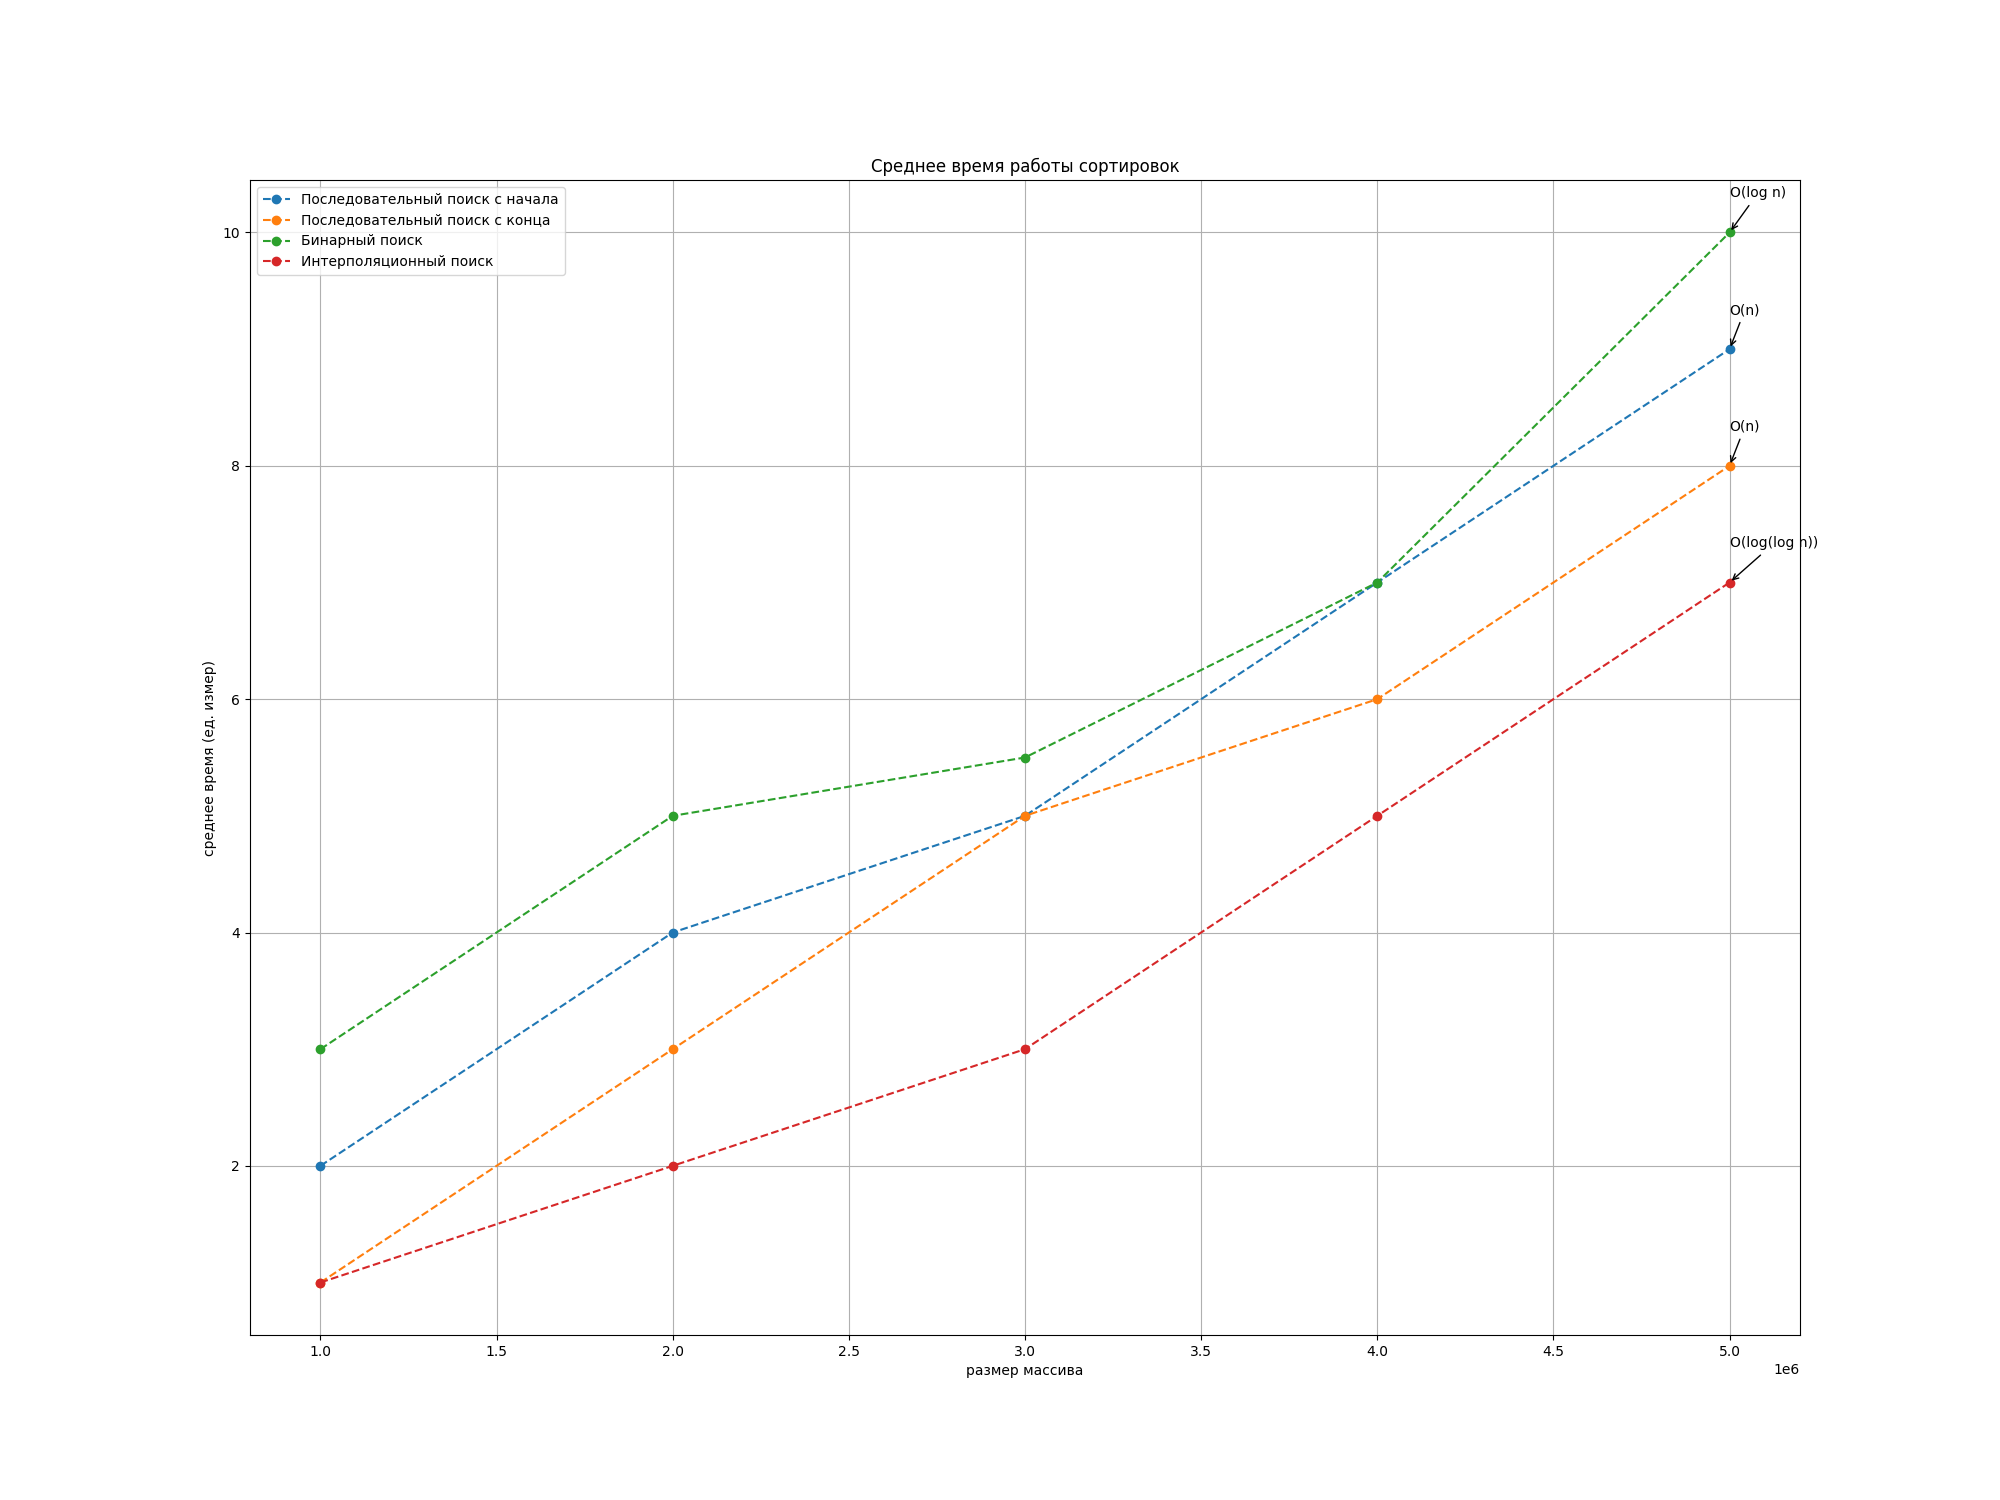 Среднее время работы сортировок
Последовательный поиск с начала
Последовательный поиск с конца
Бинарный поиск
Интерполяционный поиск
O(log n)
O(n)
O(n)
O(log(log n))
10
8
6
4
2
среднее время (ед. измер)
1.0 1.5 2.0 2.5 3.0 3.5 4.0 4.5 5.0
1e6
размер массива